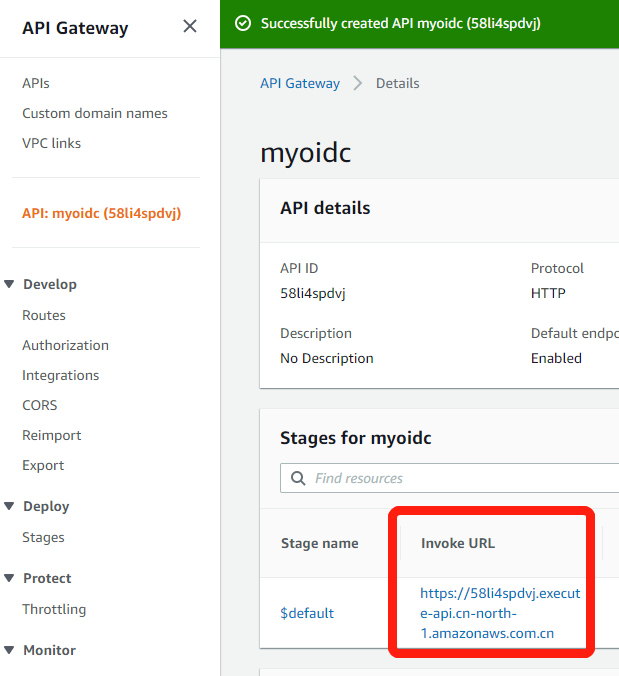 API Gateway
APIs
Custom domain names
VPC links
API: myoidc (58li4spdvj)
Develop
Routes
Authorization
Integrations
CORS
Reimport
Export
Deploy
Stages
Protect
Throttling
Monitor
Successfully created API myoidc (58li4spdvj)
API Gateway
Details
myoidc
API details
API ID
58li4spdvj
Protocol
HTTP
Description
No Description
Default endpo
Enabled
Stages for myoidc
Find resources
Stage name
Invoke URL
$default
https://58li4spdvj.execut
e-api.cn-north-
1.amazonaws.com.cn